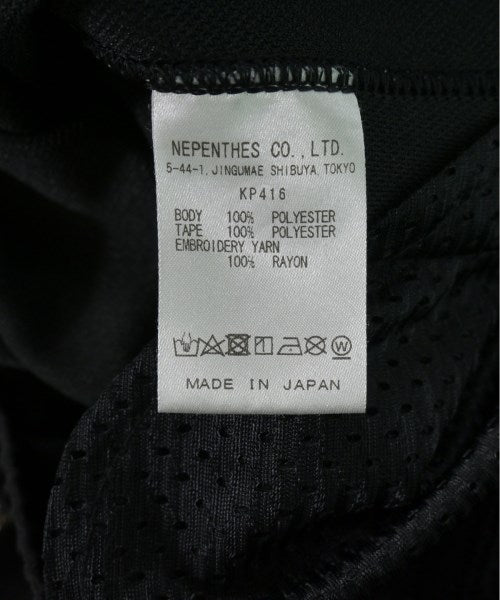 NEPENTHES CO., LTD.
5-44-1, JINGUMAE SHIBUYA, TOKYO
KP416
BODY 100% POLYESTER
TAPE 100% POLYESTER
EMBROIDERY YARN
100% RAYON
W
MADE IN JAPAN